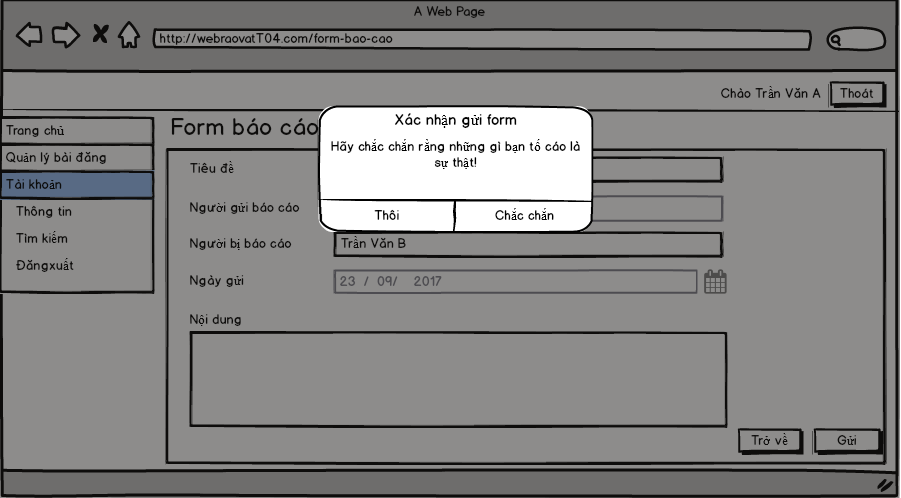 A Web Page
http://webraovatT04.com/form-bao-cao
Chào Trần Văn A
Thoát
Trang chủ
Quản lý bài đăng
Tài khoản
Thông tin
Tìm kiếm
Đăngxuất
Form báo cáo
Xác nhận gửi form
Hãy chắc chắn rằng những gì bạn tố cáo là
sự thật!
Thôi
Chắc chắn
Tiêu đề
Người gửi báo cáo
Người bị báo cáo
Trần Văn B
Ngày gửi
23 / 09/ 2017
Nội dung
Trở về
Gửi